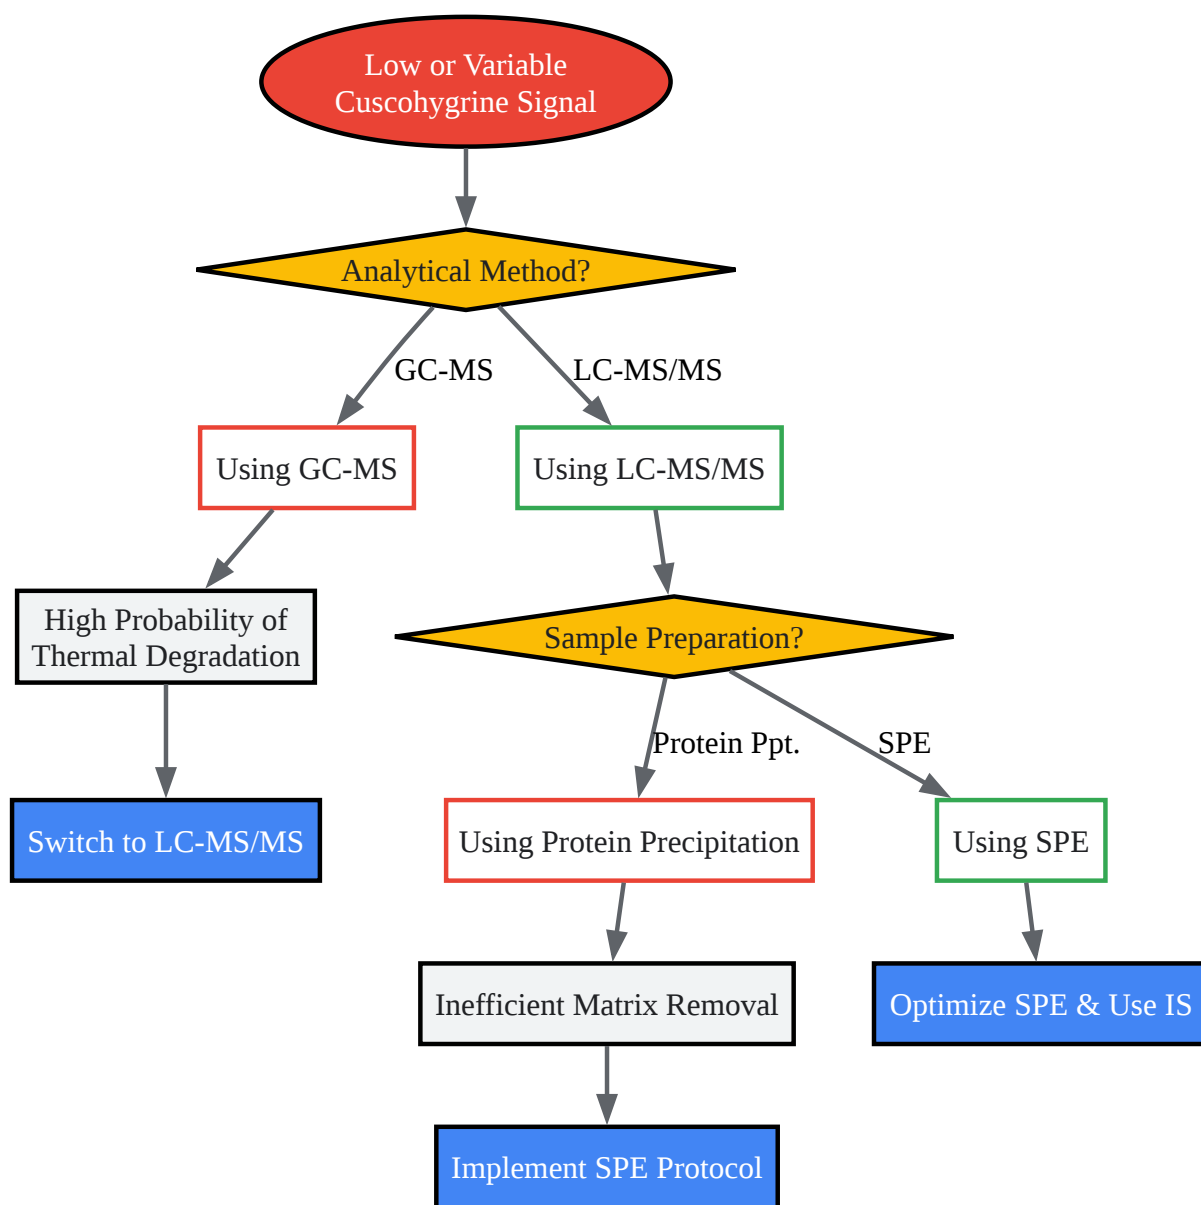 Low or Variable
Cuscohygrine Signal
Analytical Method?
GC-MS
LC-MS/MS
Using GC-MS
Using LC-MS/MS
High Probability of
Thermal Degradation
Sample Preparation?
Protein Ppt.
SPE
Switch to LC-MS/MS
Using Protein Precipitation
Using SPE
Inefficient Matrix Removal
Optimize SPE & Use IS
Implement SPE Protocol